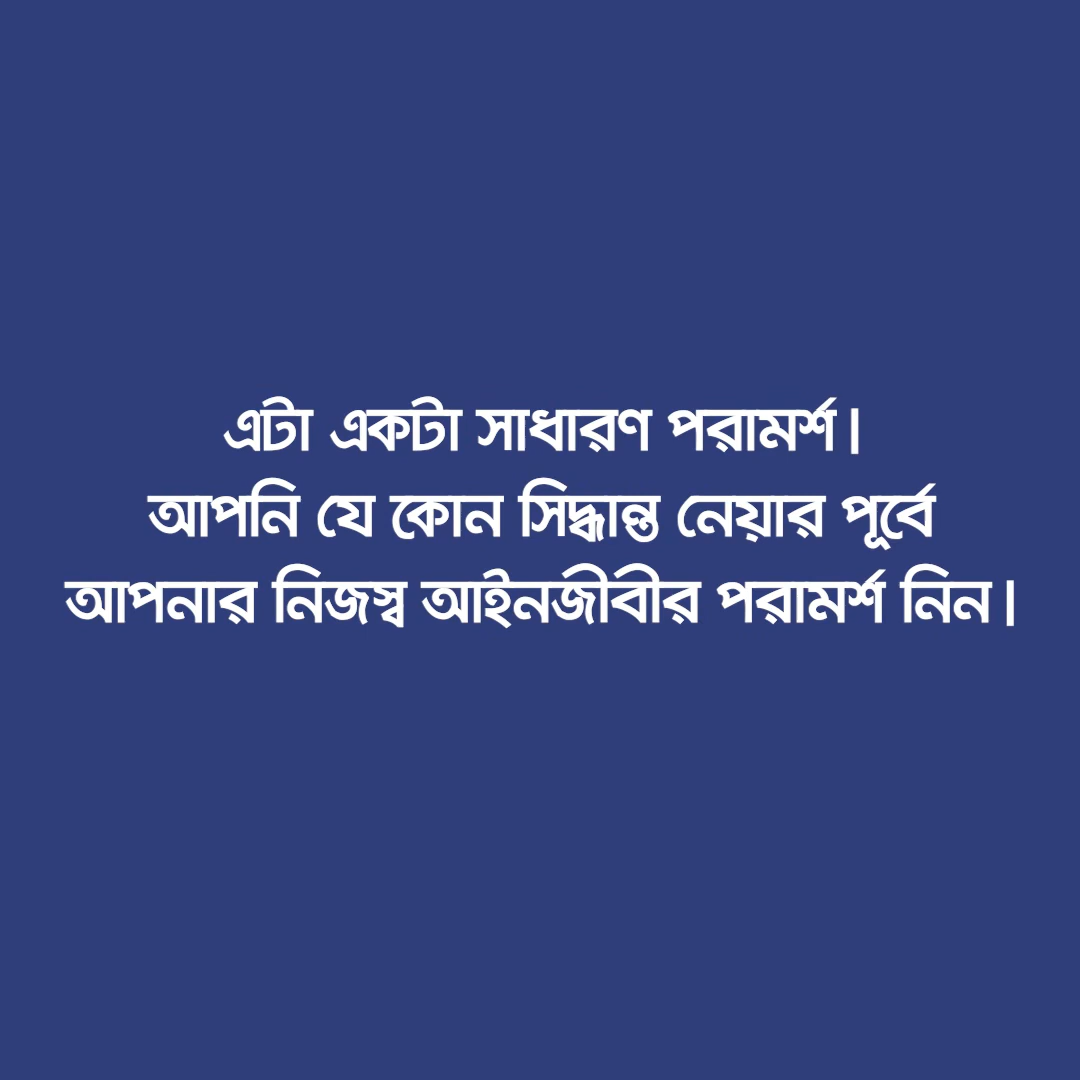 এটা একটা সাধারণ পরামর্শ।
আপনি যে কোন সিদ্ধান্ত নেয়ার পূর্বে
আপনার নিজস্ব আইনজীবীর পরামর্শ নিন।